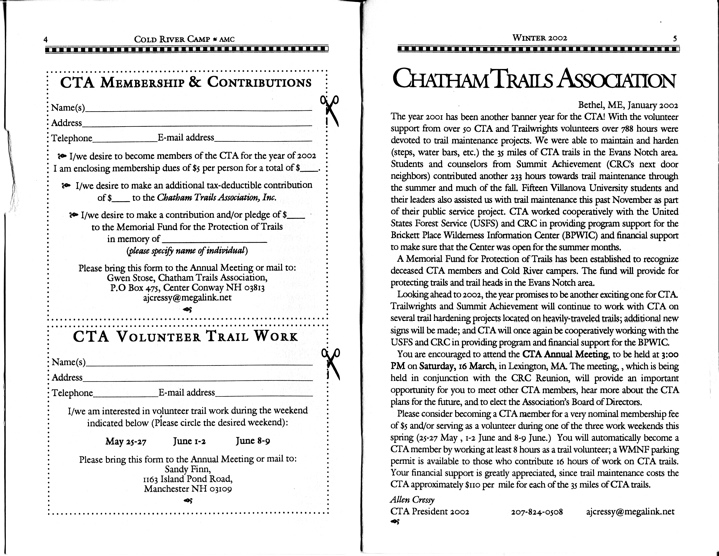 4 COLD RIVER CAMP ■ AMC
CTA MEMBERSHIP & CONTRIBUTIONS
Name(s)
Address
Telephone E-mail address
I/we desire to become members of the CTA for the year of 2002
I am enclosing membership dues of $5 per person for a total $____.
I/we desire to make an additional tax-deductible contribution
of $____ to the Chatham Trails Association, Inc.
I/we desire to make a contribution and/or pledge of $____
to the Memorial Fund for the Protection of Trails
in memory of ____
(please specify name of individual)
Please bring this form to the Annual Meeting or mail to:
Gwen Stose, Chatham Trails Association,
P.O Box 475, Center Conway NH 03813
ajcressy@megalink.net
CTA VOLUNTEER TRAIL WORK
Name(s)
Address
Telephone E-mail address
I/we am interested in volunteer trail work during the weekend
indicated below (Please circle the desired weekend):
May 25-27 June 1-2 June 8-9
Please bring this form to the Annual Meeting or mail to:
Sandy Finn,
1163 Island Pond Road,
Manchester NH 03109
WINTER 2002 5
CHATHAM TRAILS ASSOCIATION
Bethel, ME, January 2002
The year 2001 has been another banner year for the CTA! With the volunteer
support from over 50 CTA and Trailwrights volunteers over 788 hours were
devoted to trail maintenance projects. We were able to maintain and harden
(steps, water bars, etc.) the 35 miles of CTA trails in the Evans Notch area.
Students and counselors from Summit Achievement (CRC's next door
neighbors) contributed another 233 hours towards trail maintenance through
the summer and much of the fall. Fifteen Villanova University students and
their leaders also assisted us with trail maintenance this past November as part
of their public service project. CTA worked cooperatively with the United
States Forest Service (USFS) and CRC in providing program support for the
Brickett Place Wilderness Information Center (BPWIC) and financial support
to make sure that the Center was open for the summer months.
A Memorial Fund for Protection of Trails has been established to recognize
deceased CTA members and Cold River campers. The fund will provide for
protecting trails and trail heads in the Evans Notch area.
Looking ahead to 2002, the year promises to be another exciting one for CTA.
Trailwrights and Summit Achievement will continue to work with CTA on
several trail hardening projects located on heavily-traveled trails; additional new
signs will be made; and CTA will once again be cooperatively working with the
USFS and CRC in providing program and financial support for the BPWIC.
You are encouraged to attend the CTA Annual Meeting, to be held at 3:00
PM on Saturday, 16 March, in Lexington, MA. The meeting, , which is being
held in conjunction with the CRC Reunion, will provide an important
opportunity for you to meet other CTA members, hear more about the CTA
plans for the future, and to elect the Association's Board of Directors.
Please consider becoming a CTA member for a very nominal membership fee
of $5 and/or serving as a volunteer during one of the three work weekends this
spring (25-27 May , 1-2 June and 8-9 June.) You will automatically become a
CTA member by working at least 8 hours as a trail volunteer; a WMNF parking
permit is available to those who contribute 16 hours of work on CTA trails.
Your financial support is greatly appreciated, since trail maintenance costs the
CTA approximately $110 per mile for each of the 35 miles of CTA trails.
Allen Cressy
CTA President 2002 207-824-0508 ajcressy@megalink.net